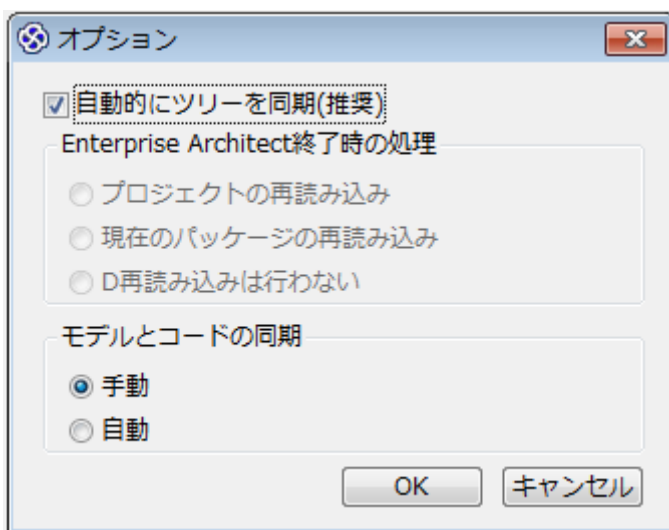 オプション
自動的にツリーを同期(推奨)
Enterprise Architect終了時の処理
プロジェクトの再読み込み
現在のパッケージの再読み込み
D再読み込みは行わない
モデルとコードの同期
手動
自動
OK キャンセル